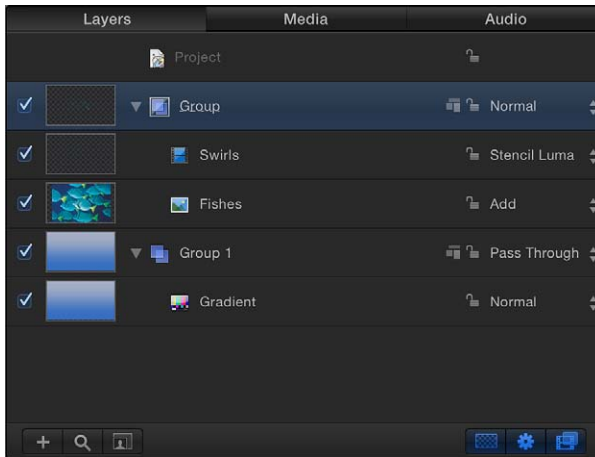 Layers Media Audio
Project
Group Normal
Swirls Stencil Luma
Fishes Add
Group 1 Pass Through
Gradient Normal